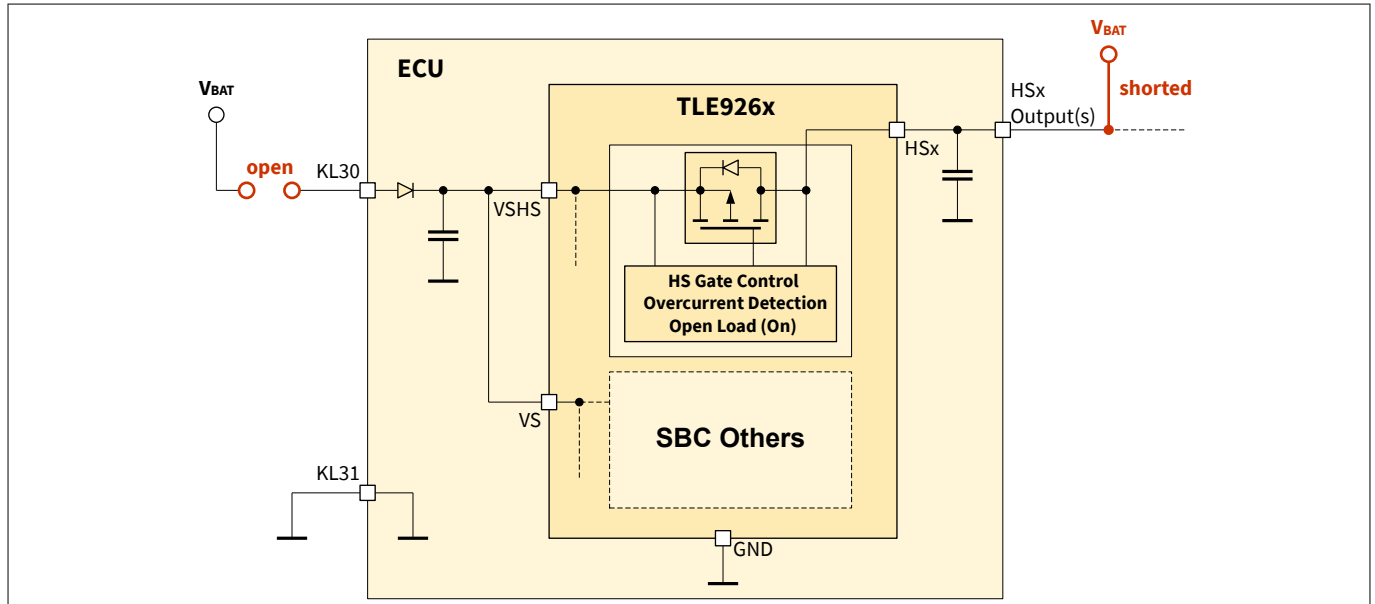 ECU
VBAT
open
KL30
VSHS
TLE926x
HSx
HSx
Output(s)
VBAT
shorted
HS Gate Control
Overcurrent Detection
Open Load (On)
VS
SBC Others
KL31
GND